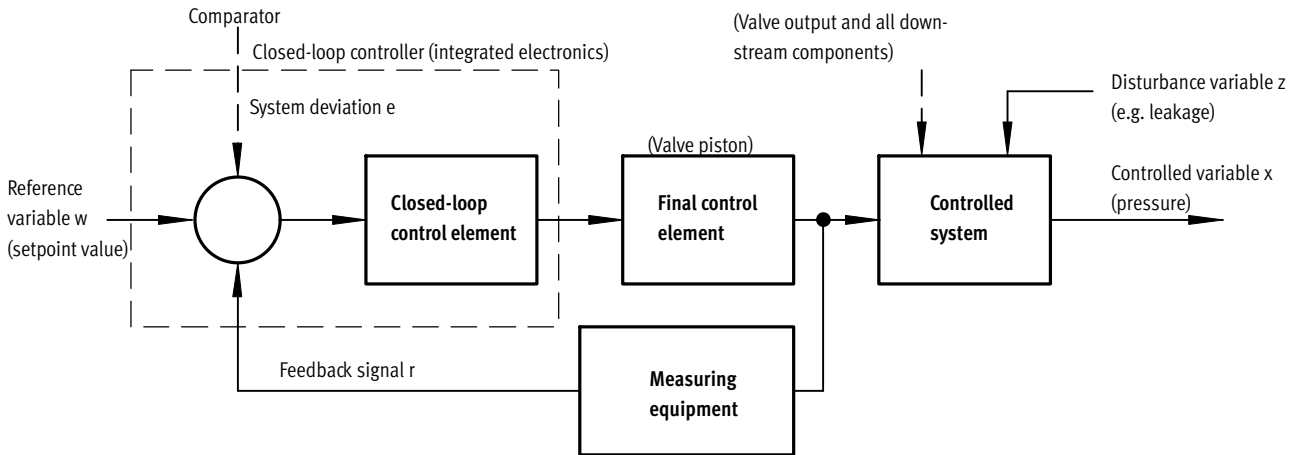 Comparator
Closed-loop controller (integrated electronics)
System deviation e
(Valve output and all down-
stream components)
Disturbance variable z
(e.g. leakage)
Reference
variable w
(setpoint value)
Closed-loop
control element
(Valve piston)
Final control
element
Controlled
system
Controlled variable x
(pressure)
Feedback signal r
Measuring
equipment